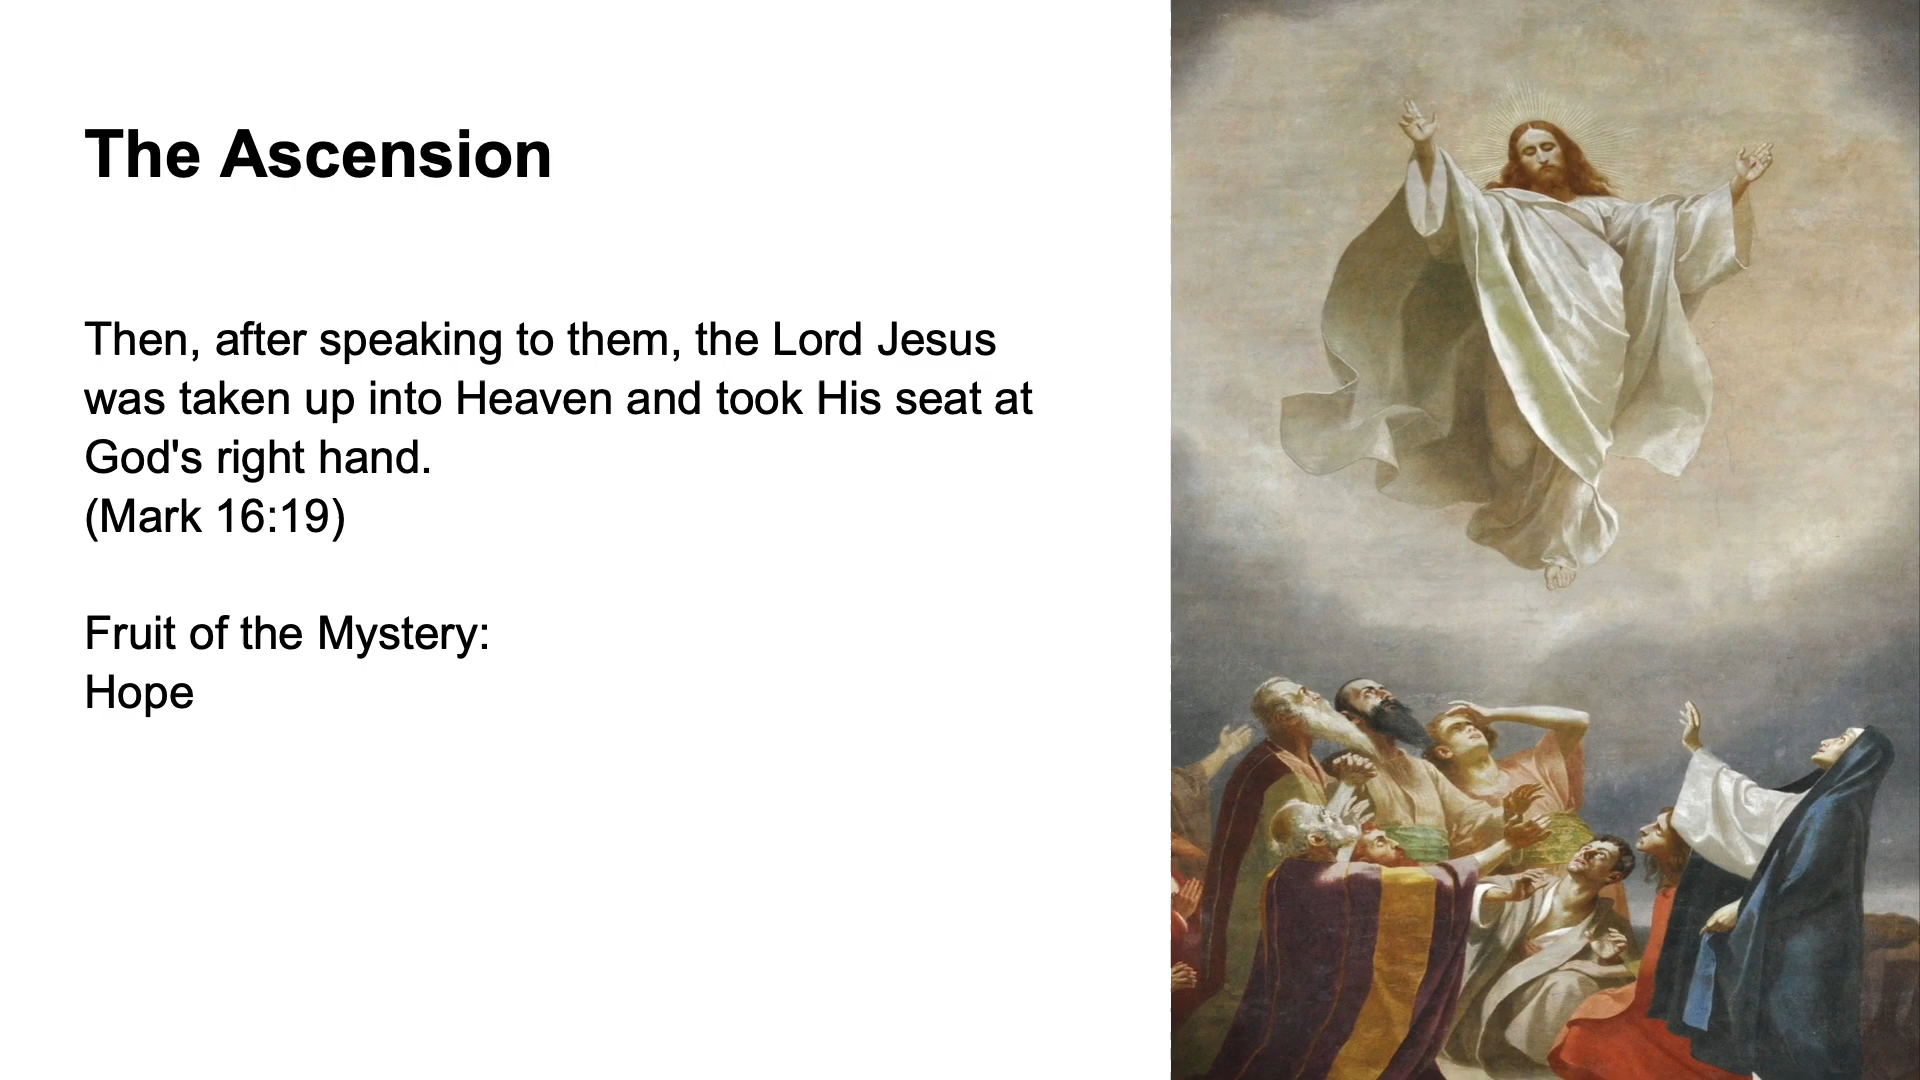 The Ascension
Then, after speaking to them, the Lord Jesus
was taken up into Heaven and took His seat at
God's right hand.
(Mark 16:19)
Fruit of the Mystery:
Hope